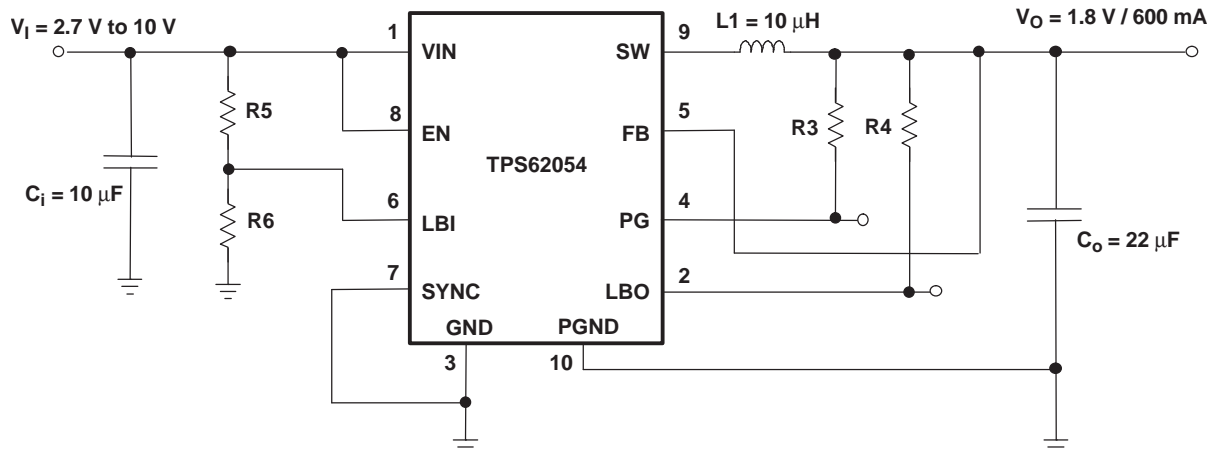 V_I = 2.7 V to 10 V
L1 = 10 μH
V_O = 1.8 V / 600 mA
1
VIN
SW
9
R5
8
EN
FB
5
R3
R4
TPS62054
C_i = 10 μF
R6
6
LBI
PG
4
C_o = 22 μF
7
SYNC
LBO
2
GND
PGND
3
10